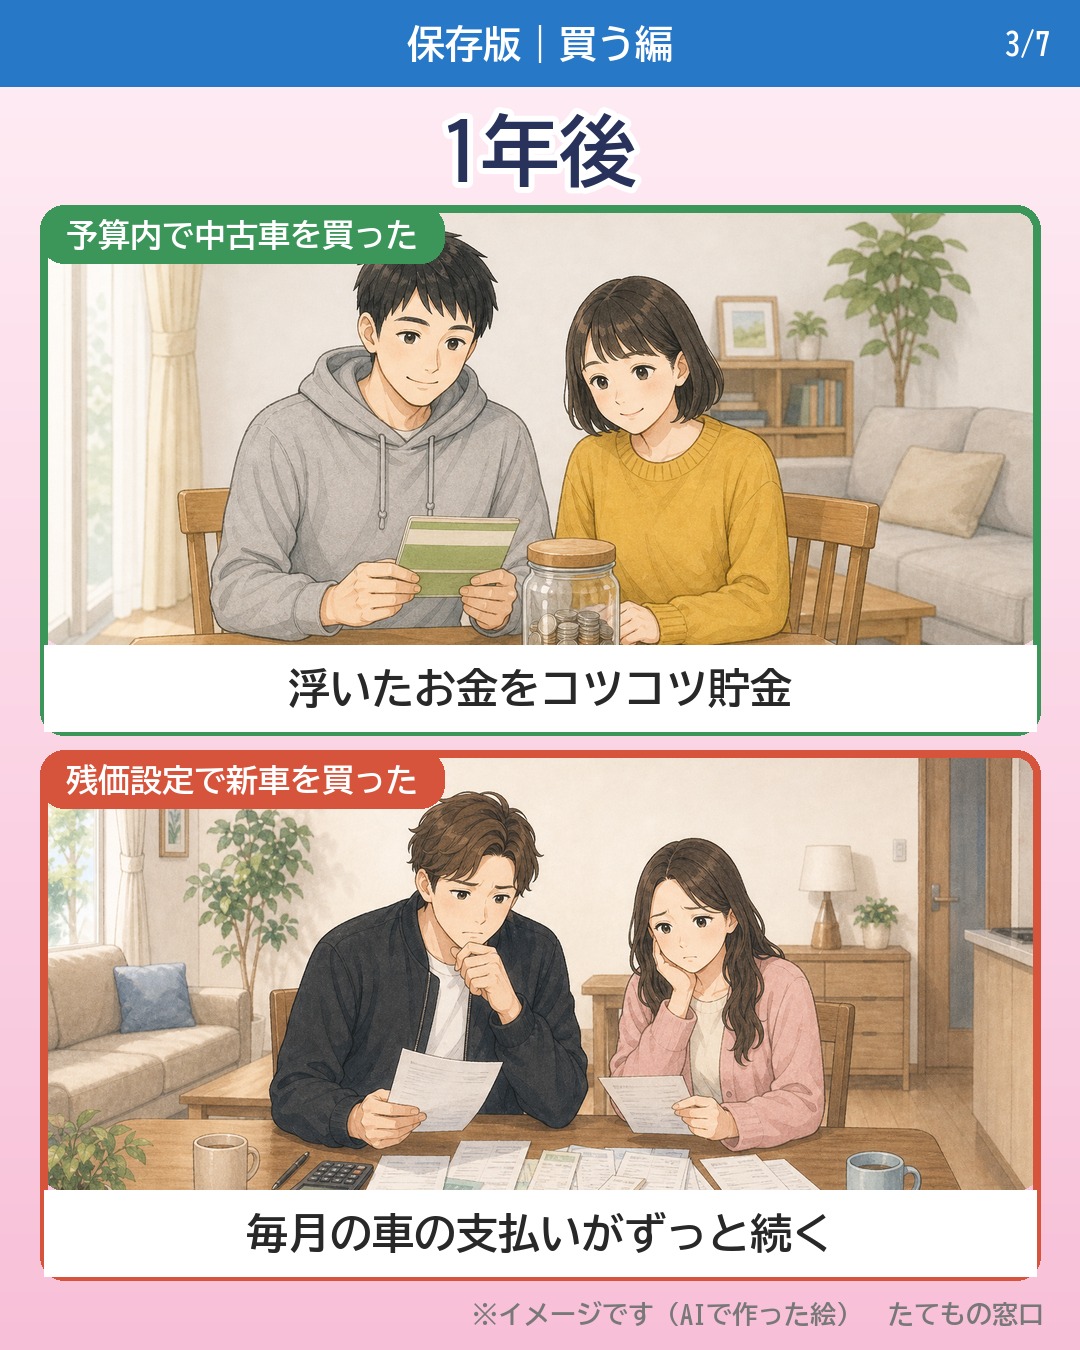 保存版｜買う編
3/7
1年後
予算内で中古車を買った
浮いたお金をコツコツ貯金
残価設定で新車を買った
毎月の車の支払いがずっと続く
※イメージです（AIで作った絵）　たてもの窓口